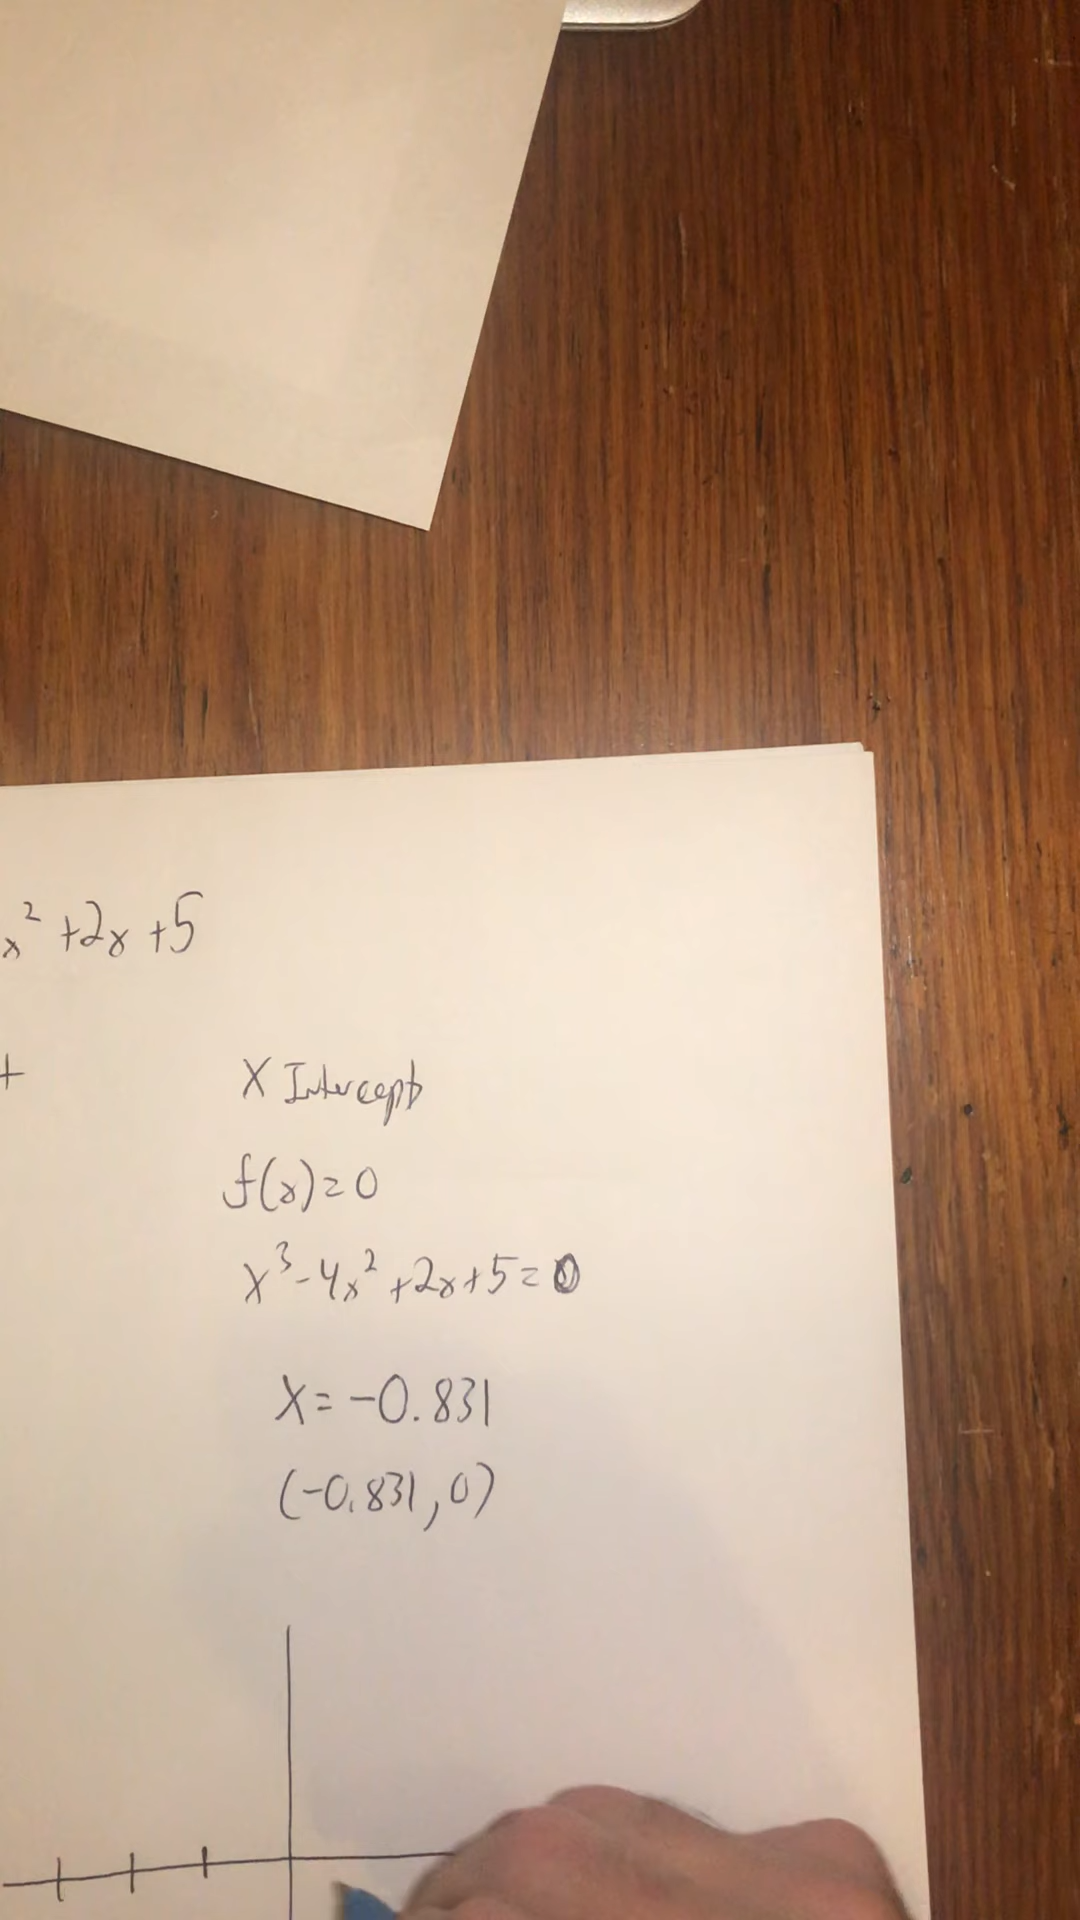 x² +2x +5
t
X Intercept
f(x)=0
x³-4x²+2x+5=0
X=-0.831
(-0.831,0)